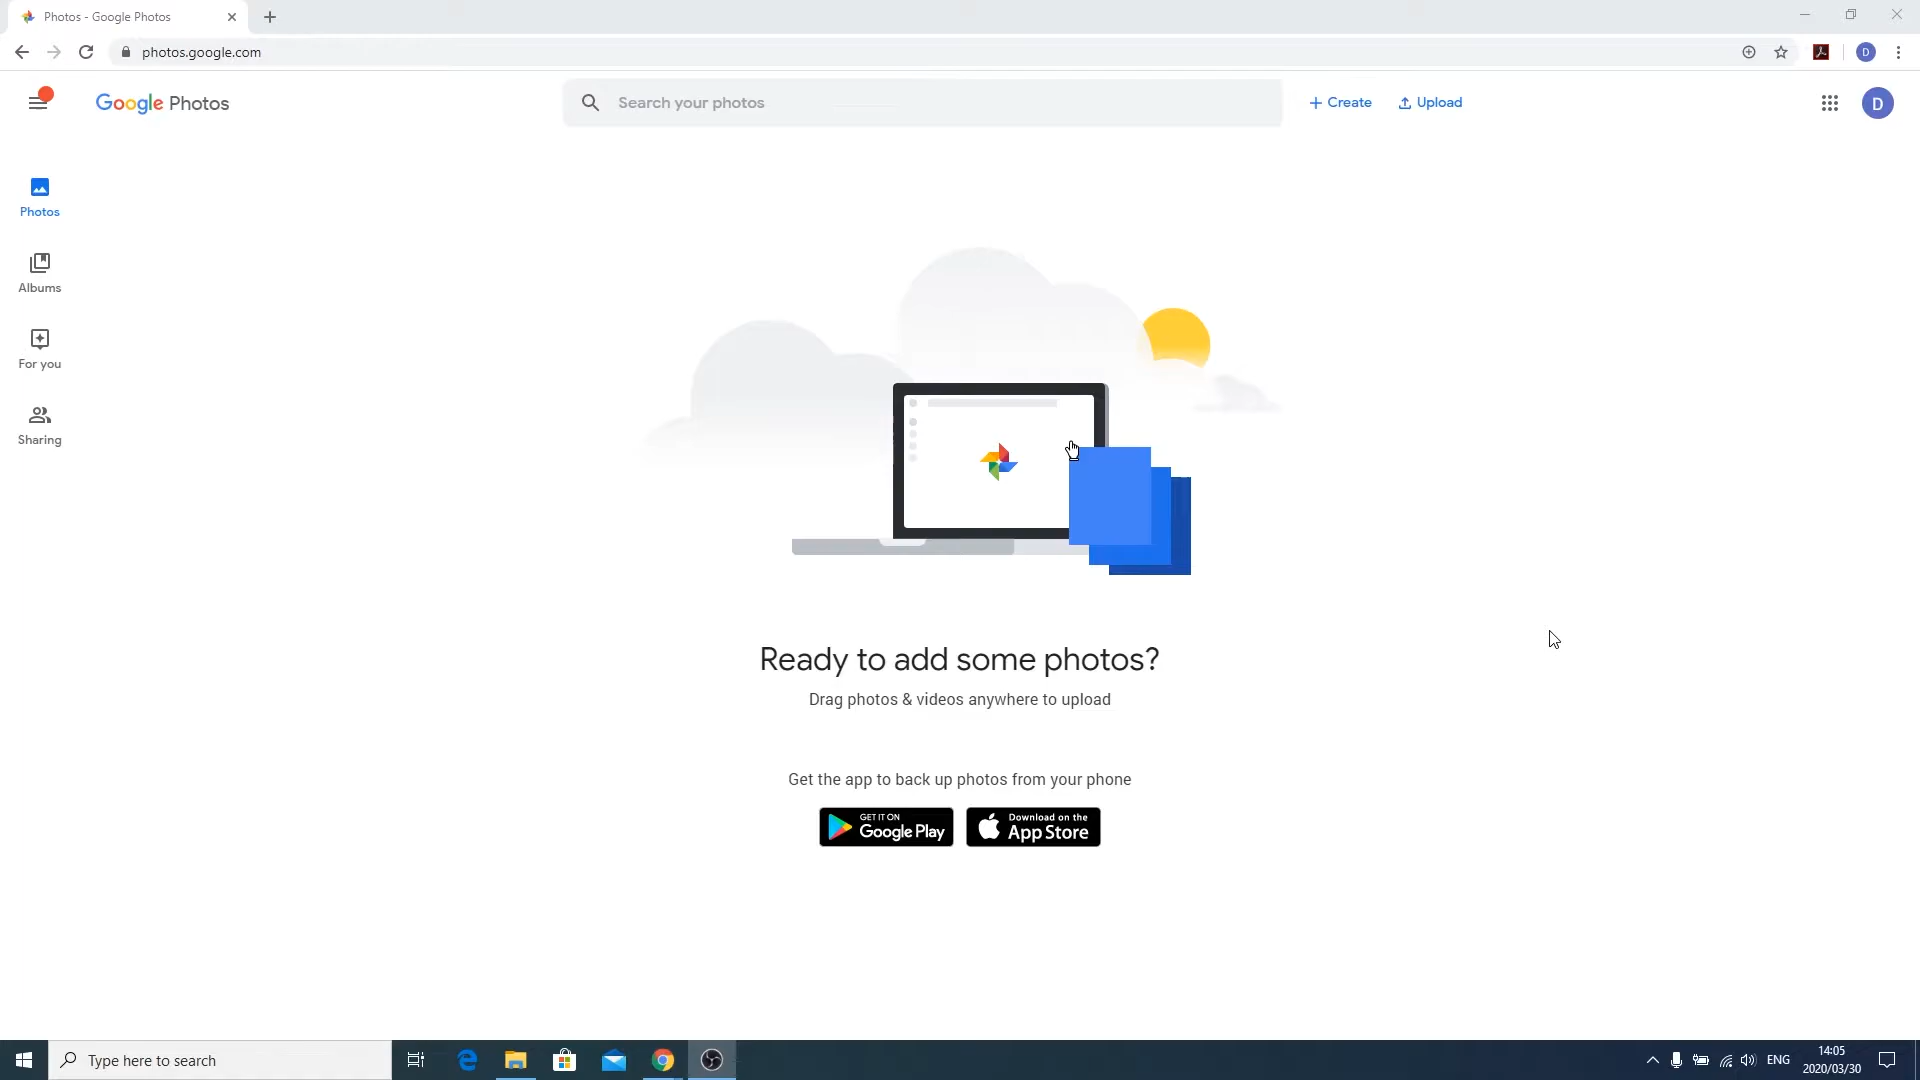 Photos - Google Photos
photos.google.com
D
Google Photos
Search your photos
Create
Upload
D
Photos
Albums
For you
Sharing
Ready to add some photos?
Drag photos & videos anywhere to upload
Get the app to back up photos from your phone
GET IT ON
Google Play
Download on the
App Store
Type here to search
ENG
14:05
2020/03/30